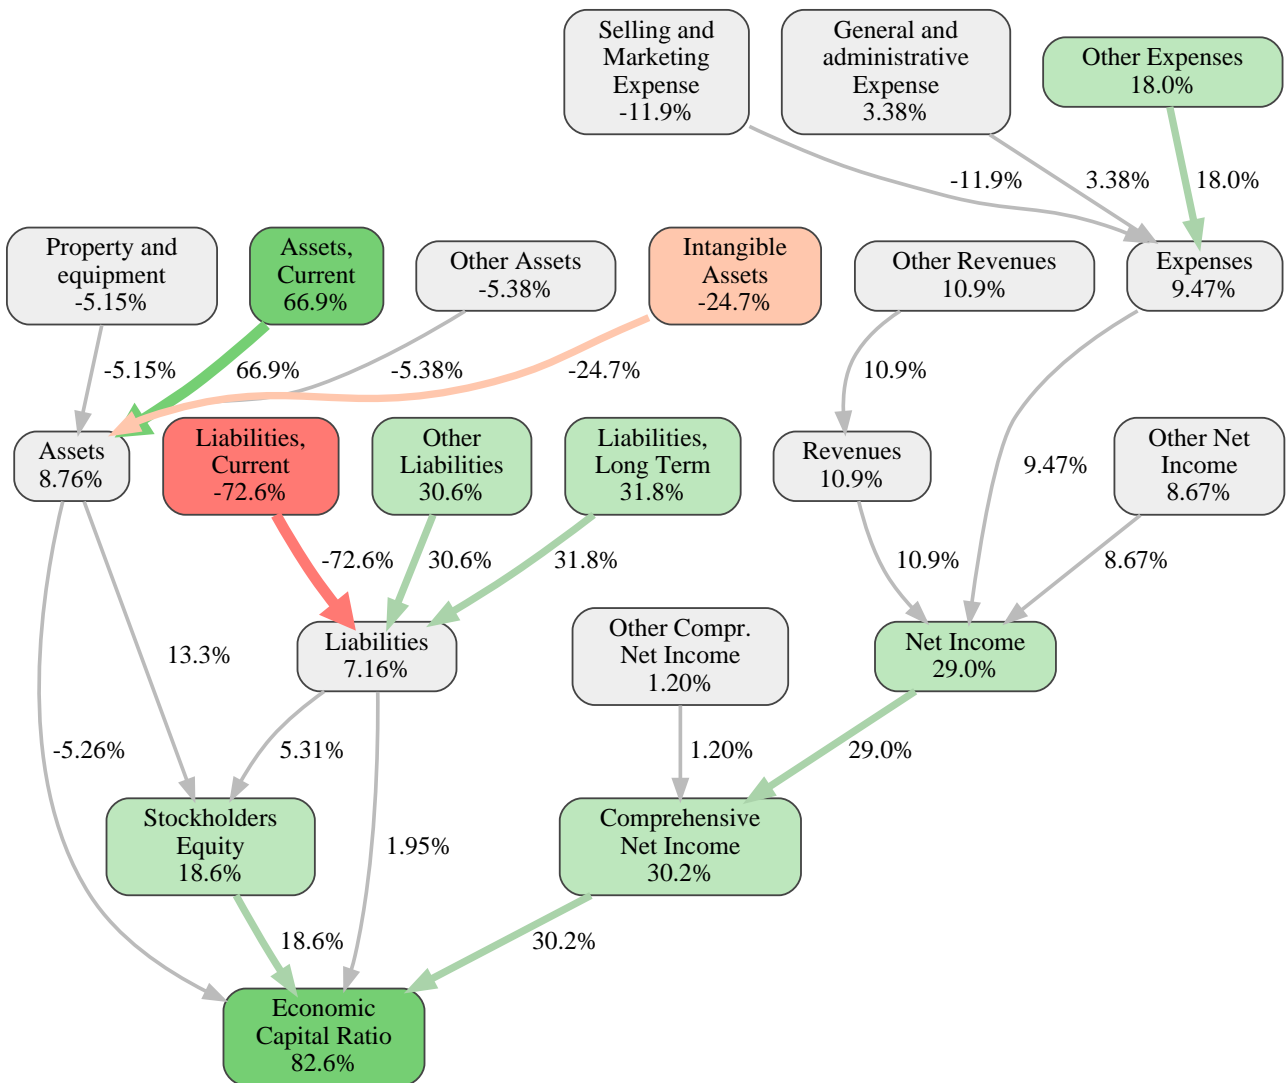 Selling and
Marketing
Expense
-11.9%
General and
administrative
Expense
3.38%
Other Expenses
18.0%
-11.9%
3.38%
18.0%
Property and
equipment
-5.15%
Assets,
Current
66.9%
Other Assets
-5.38%
Intangible
Assets
-24.7%
Other Revenues
10.9%
Expenses
9.47%
-5.15%
66.9%
-5.38%
-24.7%
10.9%
Assets
8.76%
Liabilities,
Current
-72.6%
Other
Liabilities
30.6%
Liabilities,
Long Term
31.8%
Revenues
10.9%
9.47%
Other Net
Income
8.67%
-72.6%
30.6%
31.8%
10.9%
8.67%
13.3%
Liabilities
7.16%
Other Compr.
Net Income
1.20%
Net Income
29.0%
-5.26%
5.31%
1.20%
29.0%
Stockholders
Equity
18.6%
1.95%
Comprehensive
Net Income
30.2%
18.6%
30.2%
Economic
Capital Ratio
82.6%